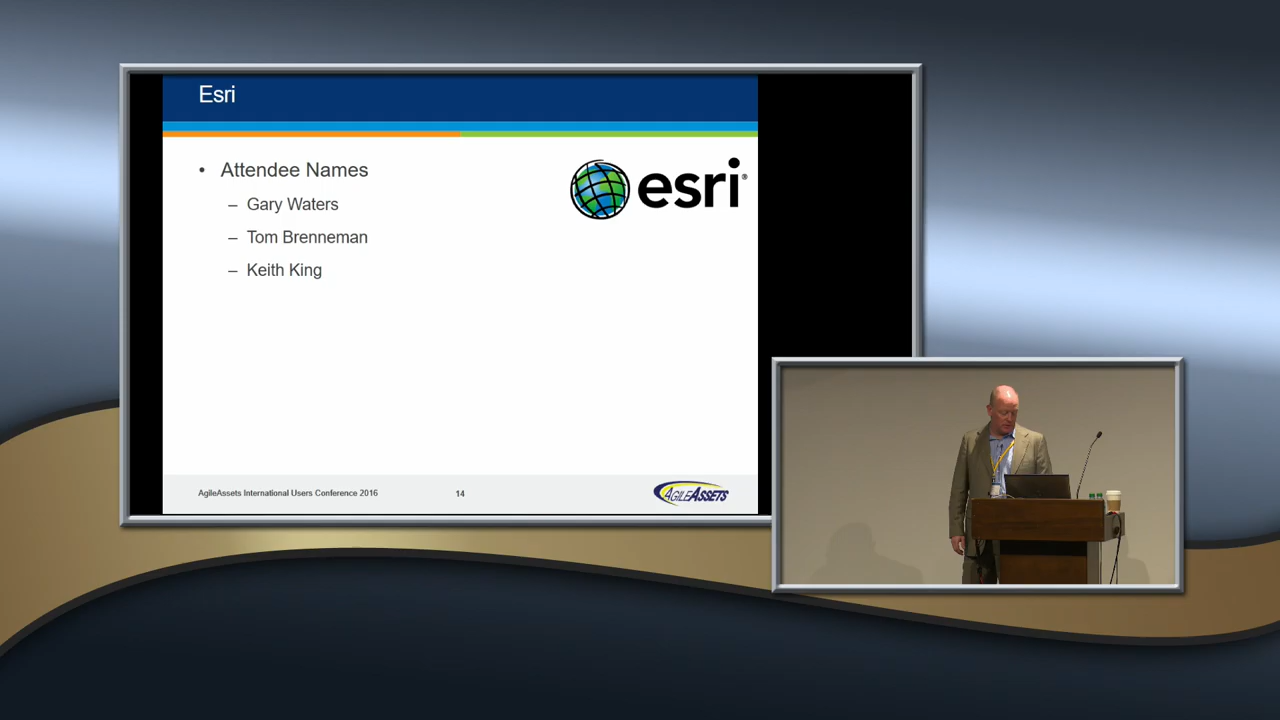 Esri
• Attendee Names
– Gary Waters
– Tom Brenneman
– Keith King
esri®
AgileAssets International Users Conference 2016
14
AGILEASSETS